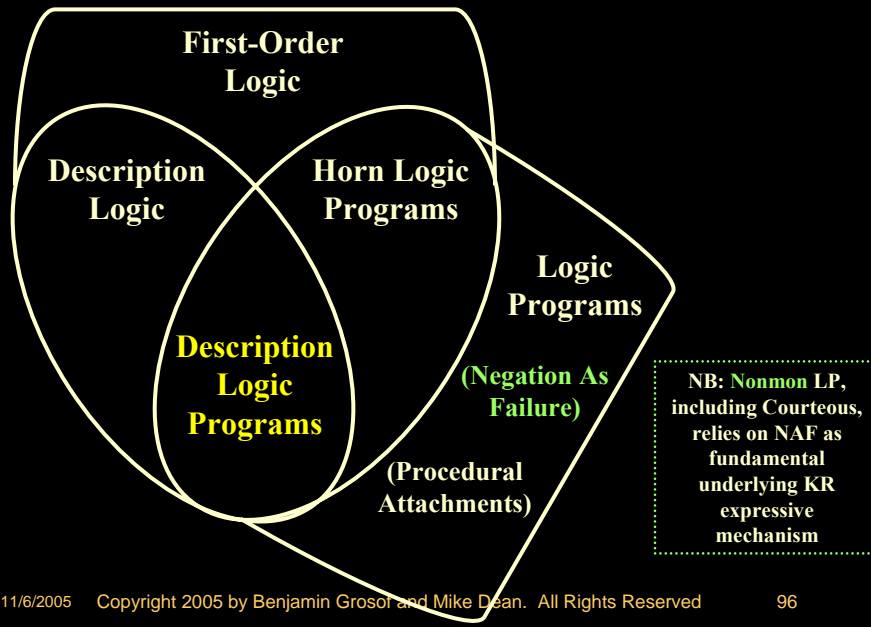 First-Order
Logic
Description
Logic
Horn Logic
Programs
Logic
Programs
Description
Logic
Programs
(Negation As
Failure)
(Procedural
Attachments)
NB: Nonmon LP,
including Courteous,
relies on NAF as
fundamental
underlying KR
expressive
mechanism
11/6/2005 Copyright 2005 by Benjamin Grosof and Mike Dean. All Rights Reserved 96